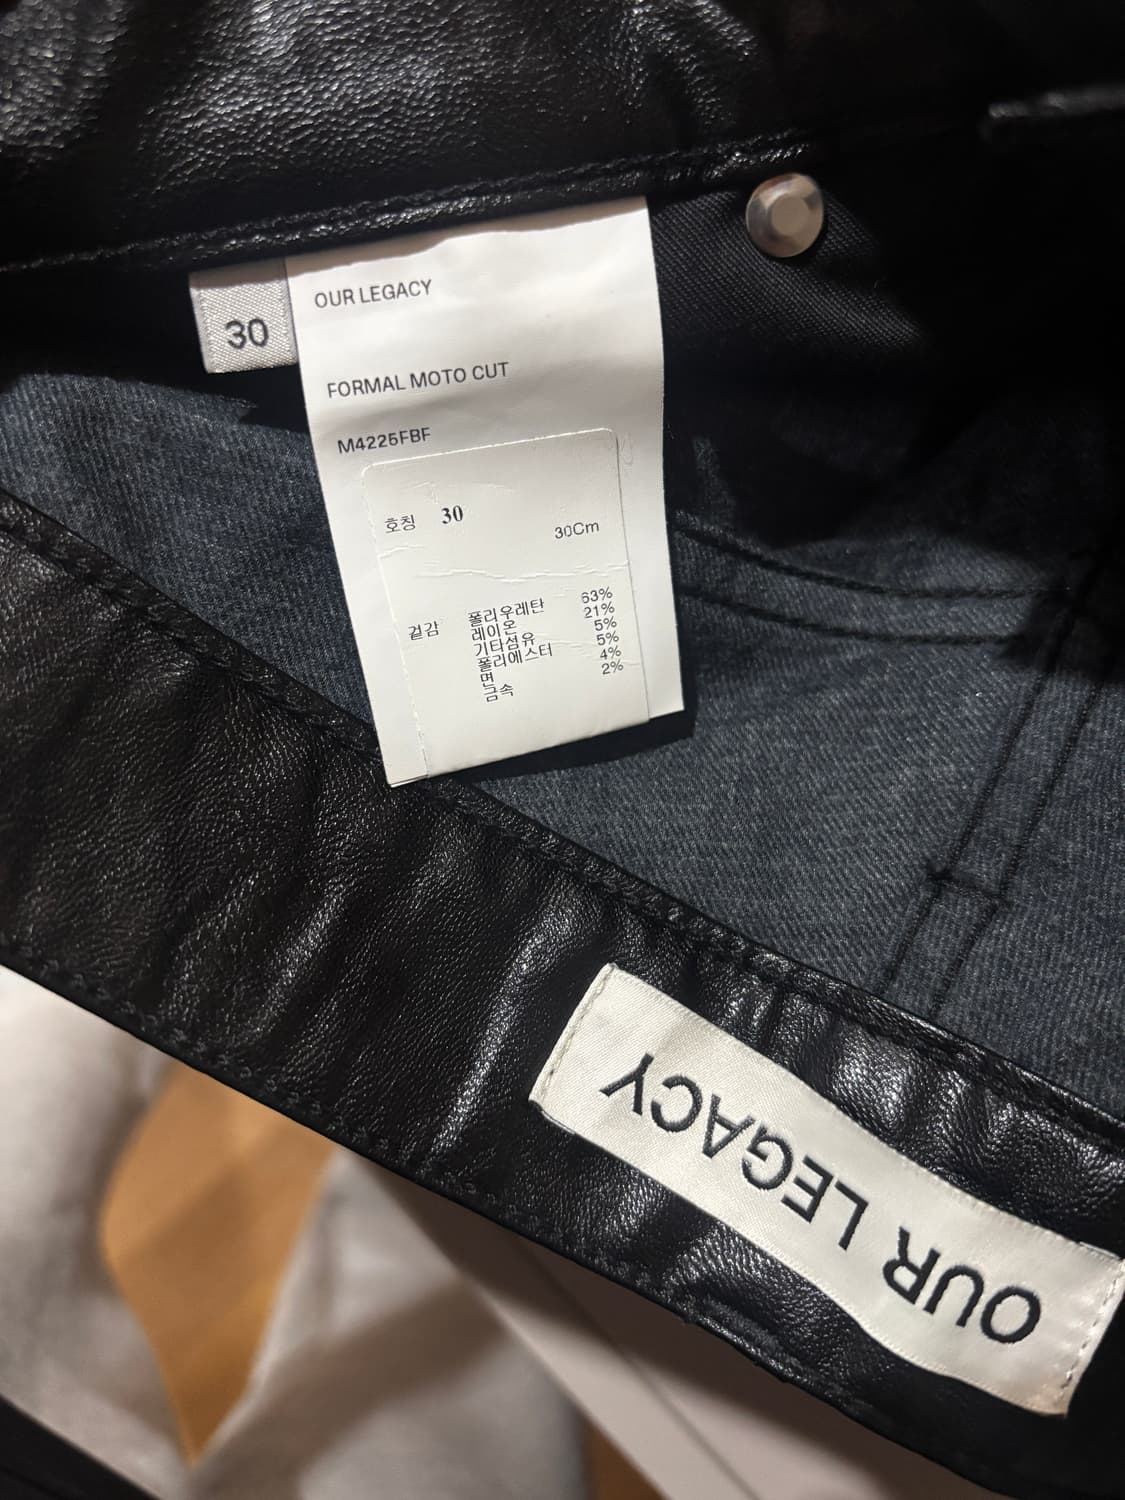 30
OUR LEGACY
FORMAL MOTO CUT
M4225FBF
호칭 30
30Cm
겉감 폴리우레탄 63%
레이온 21%
기타섬유 5%
폴리에스터 5%
면 4%
금속 2%
OUR LEGACY